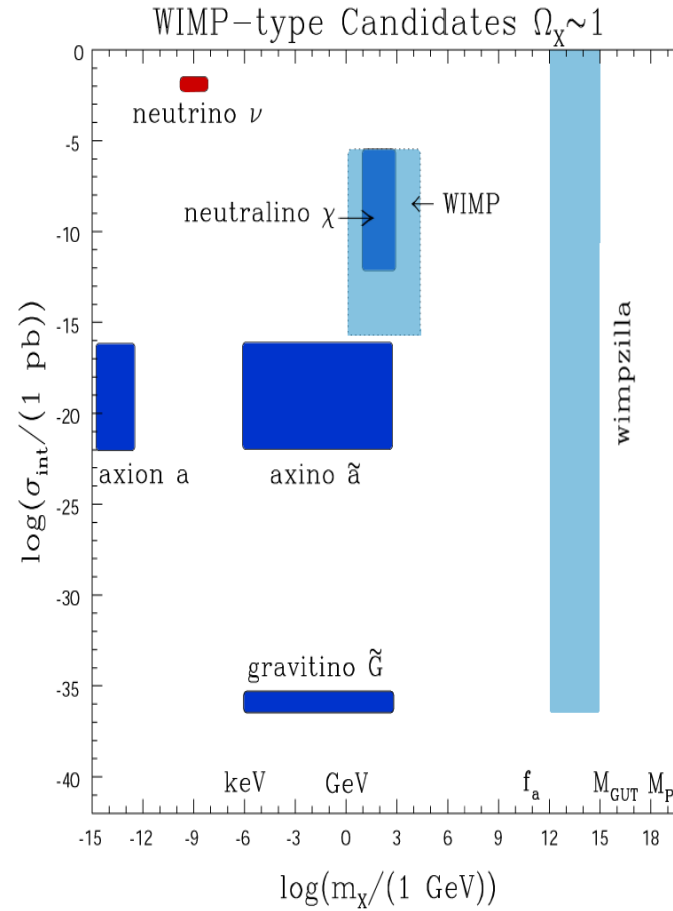 WIMP-type Candidates Ω_X~1
0
neutrino ν
-5
neutralino χ → ← WIMP
-10
-15
wimpzilla
-20
axion a axino ã
-25
-30
gravitino G̃
-35
keV GeV f_a M_GUT M_P
-40
-15 -12 -9 -6 -3 0 3 6 9 12 15 18
log(m_X/(1 GeV))
log(σ_int/(1 pb))